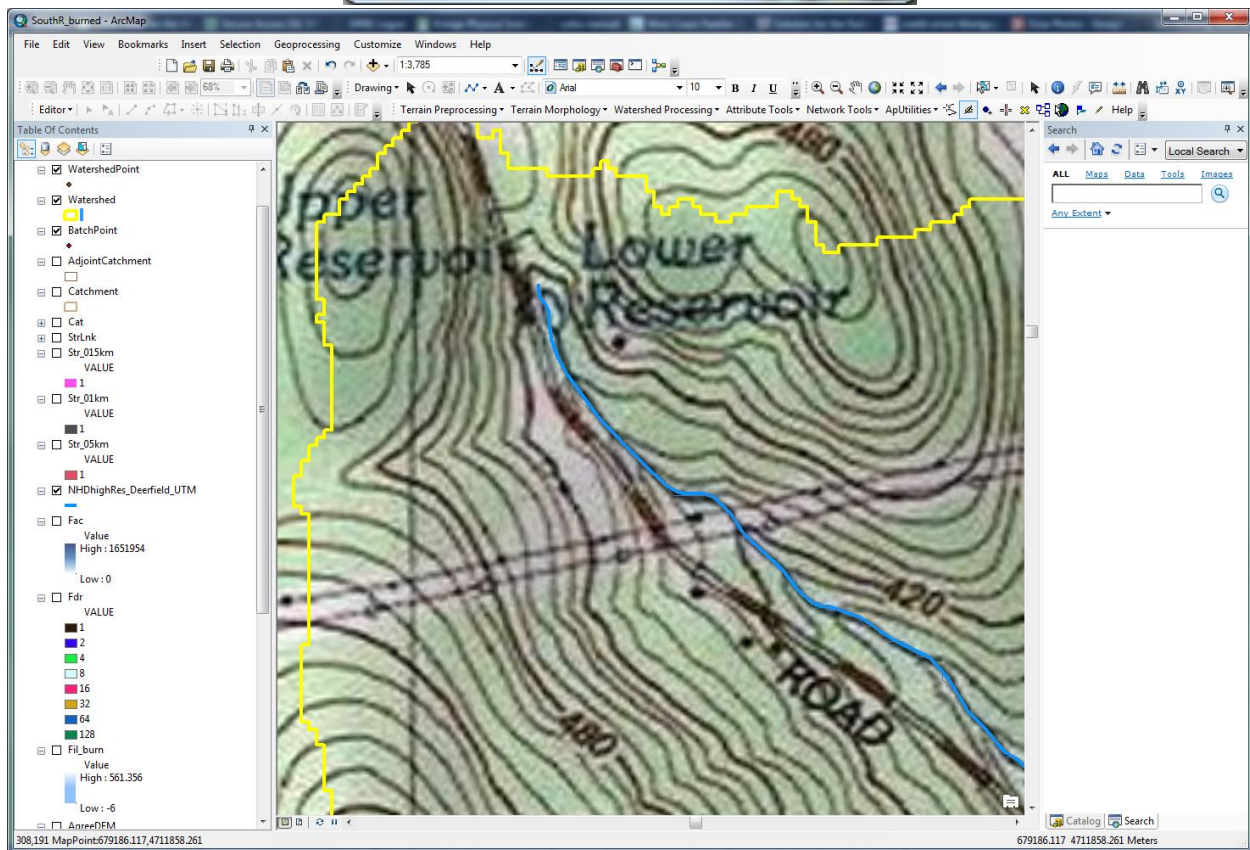 SouthR_burned - ArcMap
File Edit View Bookmarks Insert Selection Geoprocessing Customize Windows Help
1:3,785
68% Drawing A Arial 10 B I U
Editor Terrain Preprocessing Terrain Morphology Watershed Processing Attribute Tools Network Tools ApUtilities Help
Table Of Contents
WatershedPoint
Watershed
BatchPoint
AdjointCatchment
Catchment
Cat
StrLnk
Str_015km
VALUE
1
Str_01km
VALUE
1
Str_05km
VALUE
1
NHDhighRes_Deerfield_UTM
Fac
Value
High : 1651954
Low : 0
Fdr
VALUE
1
2
4
8
16
32
64
128
Fil_burn
Value
High : 561.356
Low : -6
AgreeDEM
480
Upper
Reservoir
Lower
Reservoir
420
ROAD
480
Search
Local Search
ALL Maps Data Tools Images
Any Extent
Catalog Search
308,191 MapPoint:679186.117,4711858.261
679186.117 4711858.261 Meters